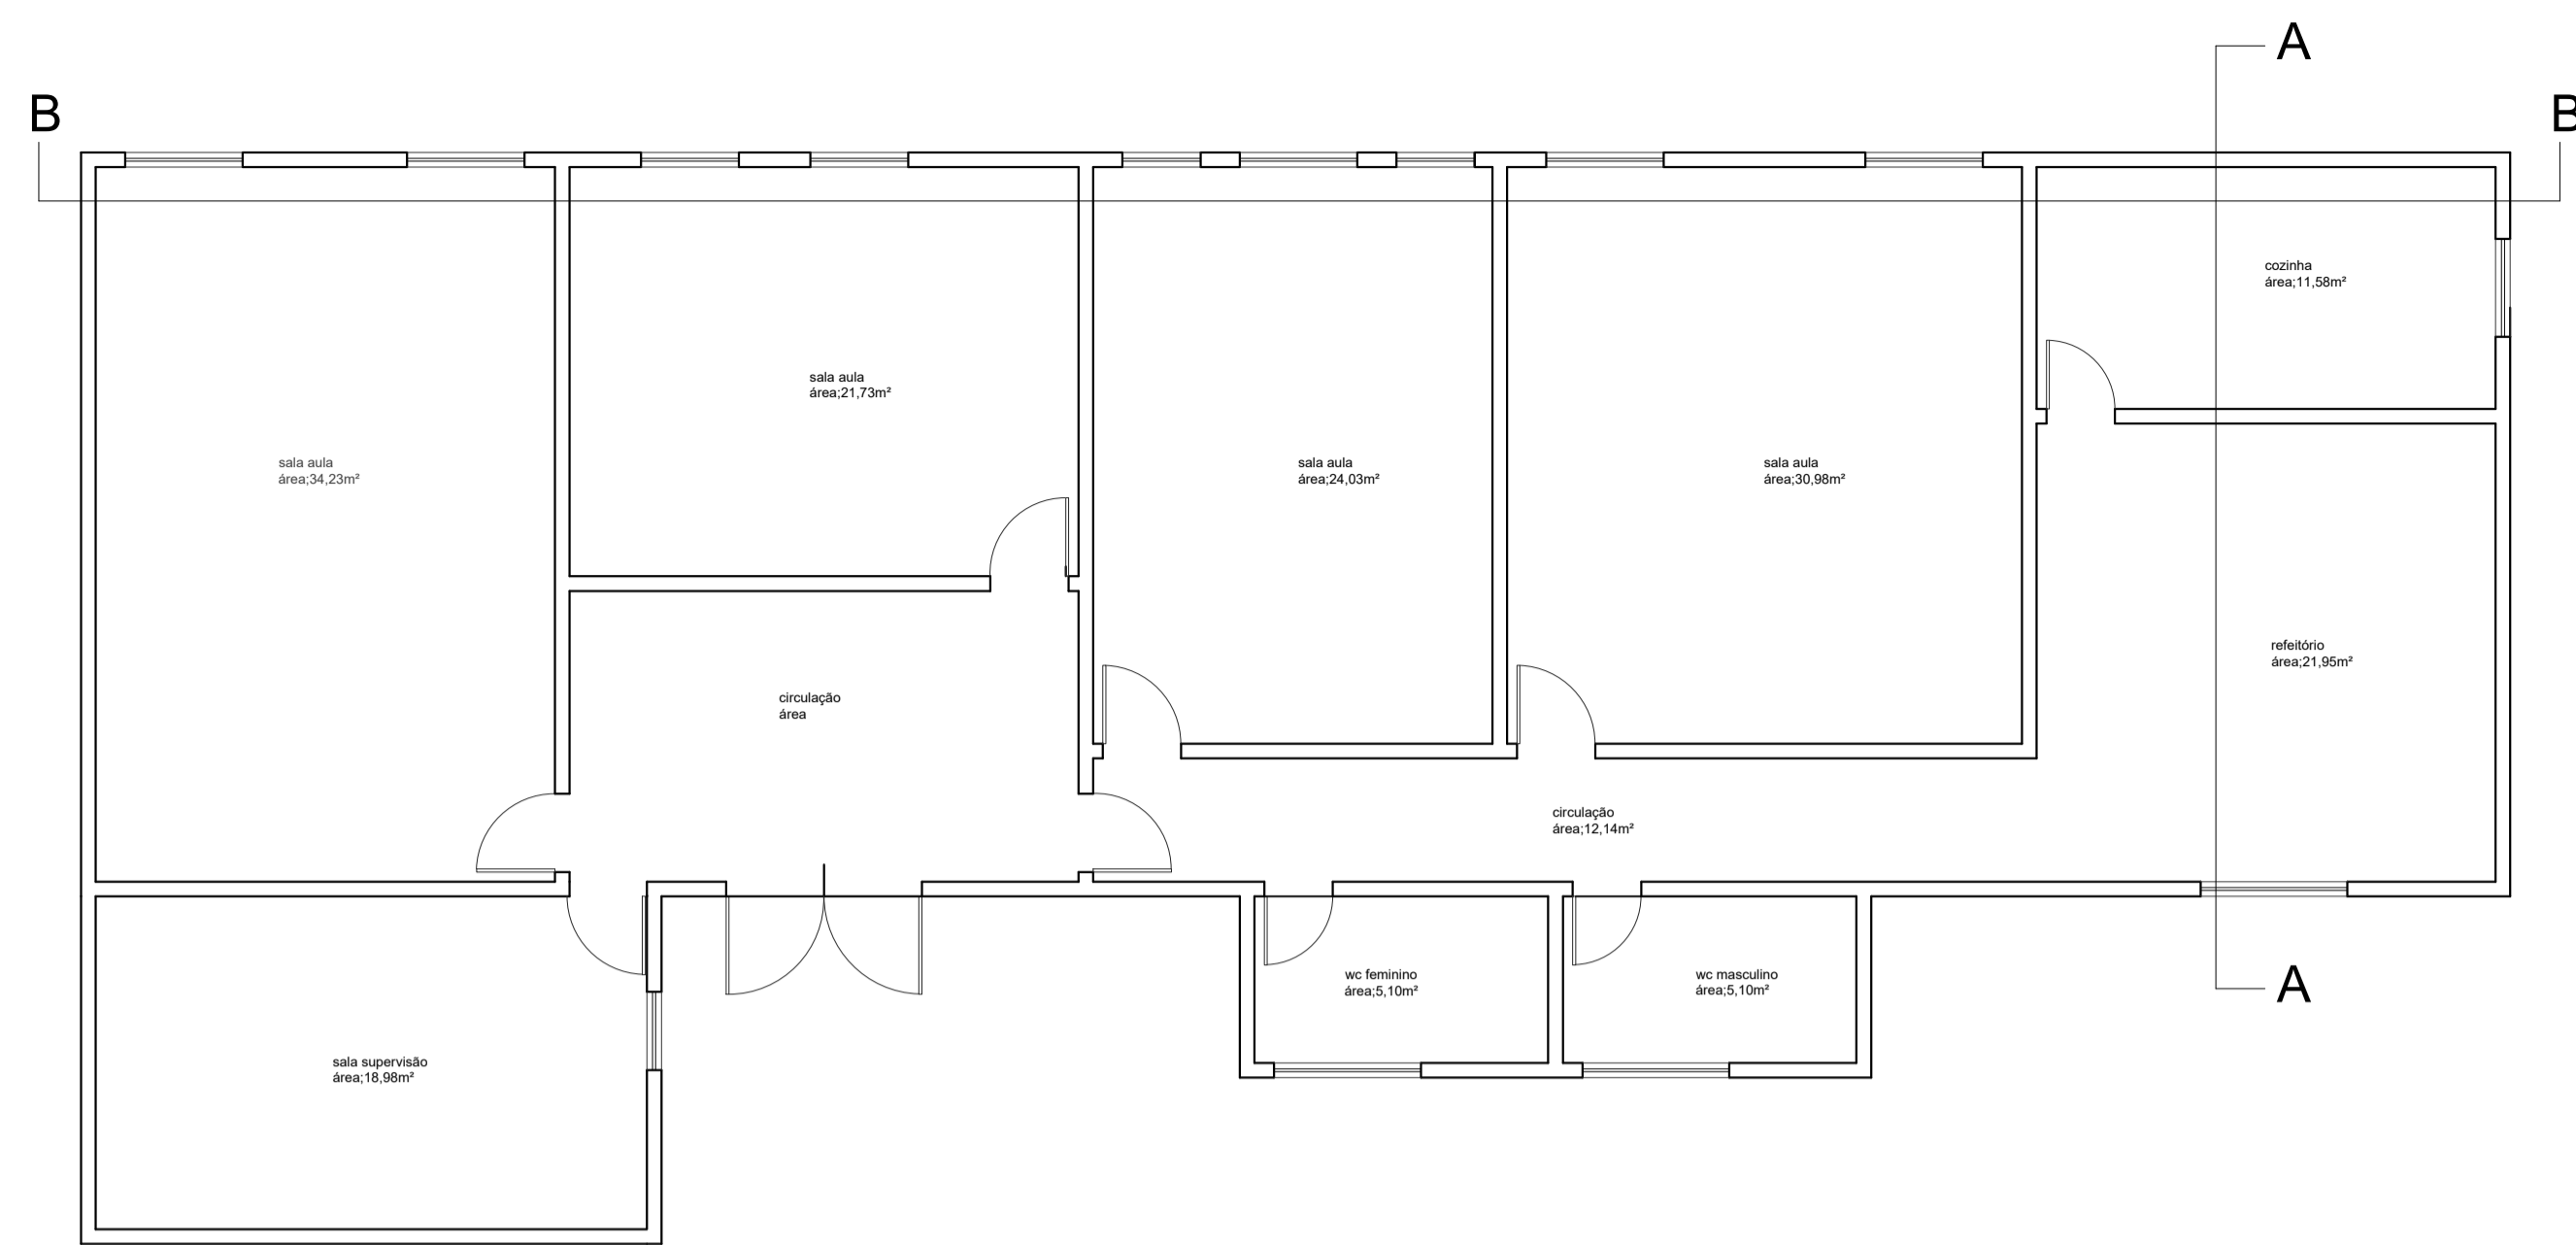 A
B
B
cozinha
área;11,58m²
sala aula
área;21,73m²
sala aula
área;34,23m²
sala aula
área;24,03m²
sala aula
área;30,98m²
refeitório
área;21,95m²
circulação
área
circulação
área;12,14m²
wc feminino
área;5,10m²
wc masculino
área;5,10m²
A
sala supervisão
área;18,98m²